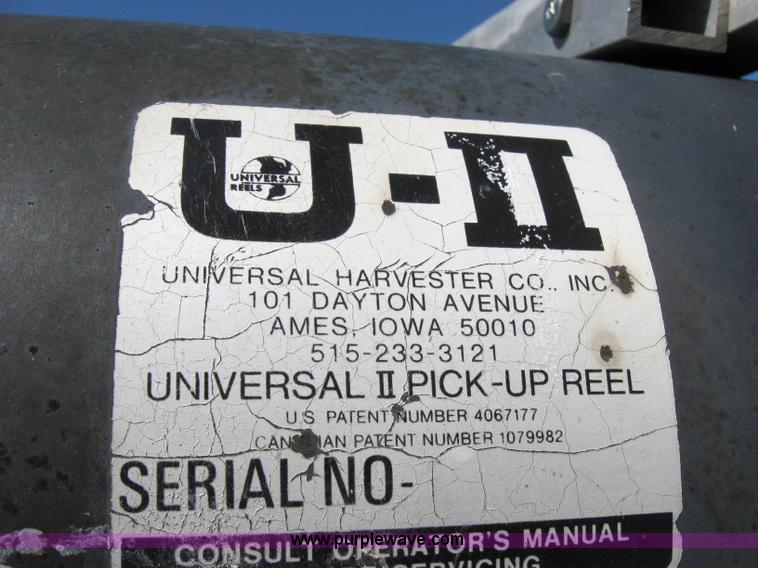 U-II
UNIVERSAL
REELS
UNIVERSAL HARVESTER CO., INC.
101 DAYTON AVENUE
AMES, IOWA 50010
515-233-3121
UNIVERSAL II PICK-UP REEL
U.S PATENT NUMBER 4067177
CANADIAN PATENT NUMBER 1079982
SERIAL NO-
CONSULT OPERATOR'S MANUAL
SERVICING
www.purplewave.com